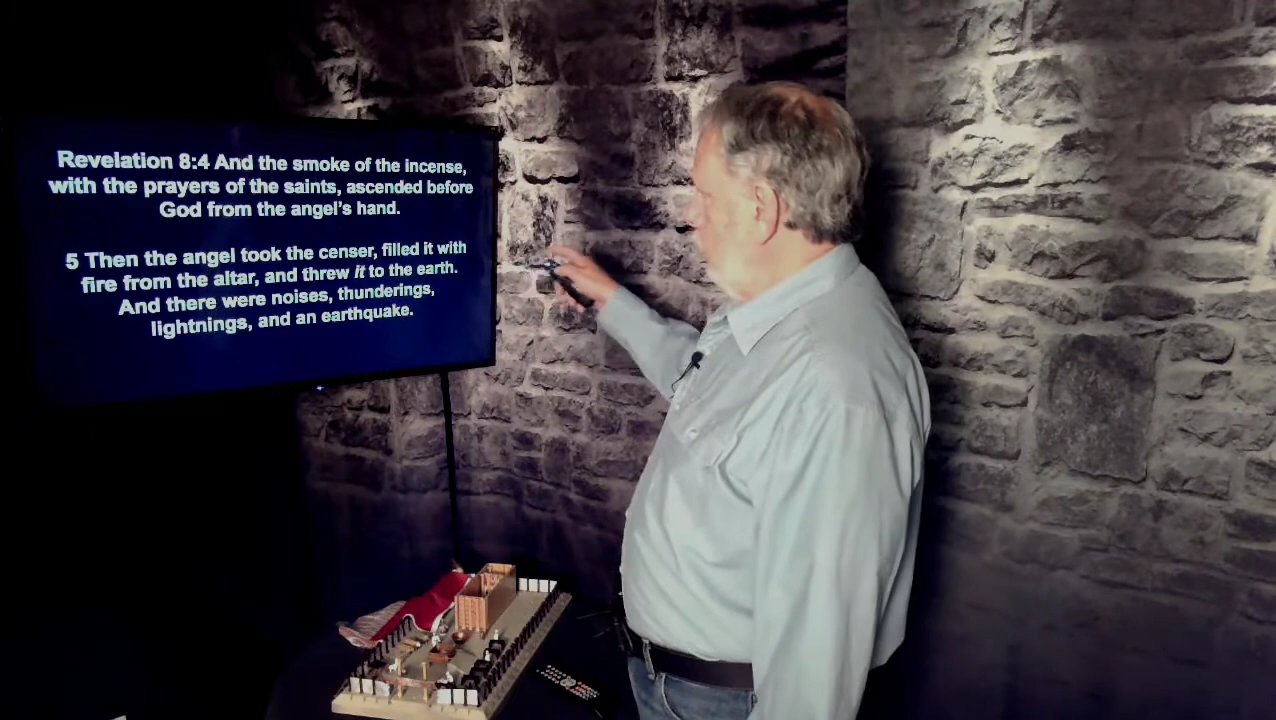 Revelation 8:4 And the smoke of the incense,
with the prayers of the saints, ascended before
God from the angel's hand.
5 Then the angel took the censer, filled it with
fire from the altar, and threw it to the earth.
And there were noises, thunderings,
lightnings, and an earthquake.